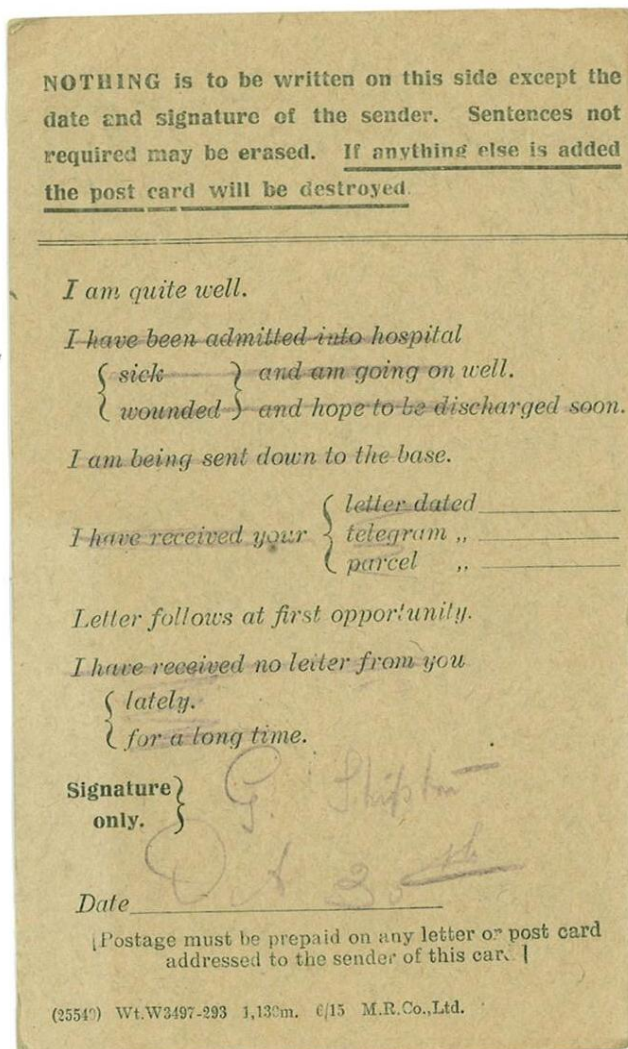 NOTHING is to be written on this side except the
date and signature of the sender. Sentences not
required may be erased. If anything else is added
the post card will be destroyed.
I am quite well.
I have been admitted into hospital
{ sick } and am going on well.
{ wounded } and hope to be discharged soon.
I am being sent down to the base.
I have received your { letter dated
telegram ,,
parcel ,,
Letter follows at first opportunity.
I have received no letter from you
{ lately.
{ for a long time.
Signature only. } G. Shipton
Oct 30th
Date
[Postage must be prepaid on any letter or post card
addressed to the sender of this card.]
Wt.W3497-293 6/15 M.R.Co.,Ltd.